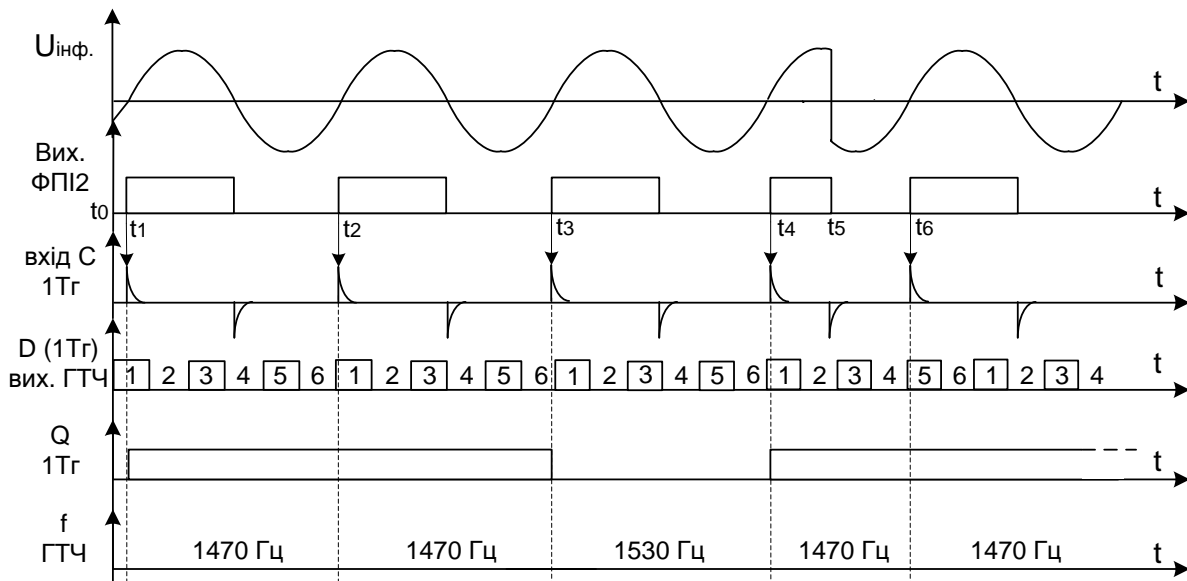 Uінф.
t
Вих.
ФПІ2
t0
t
t1 t2 t3 t4 t5 t6
вхід С
1Тг
t
D (1Тг)
вих. ГТЧ
1 2 3 4 5 6 1 2 3 4 5 6 1 2 3 4 5 6 1 2 3 4 5 6 1 2 3 4
t
Q
1Тг
t
f
ГТЧ
1470 Гц 1470 Гц 1530 Гц 1470 Гц 1470 Гц
t